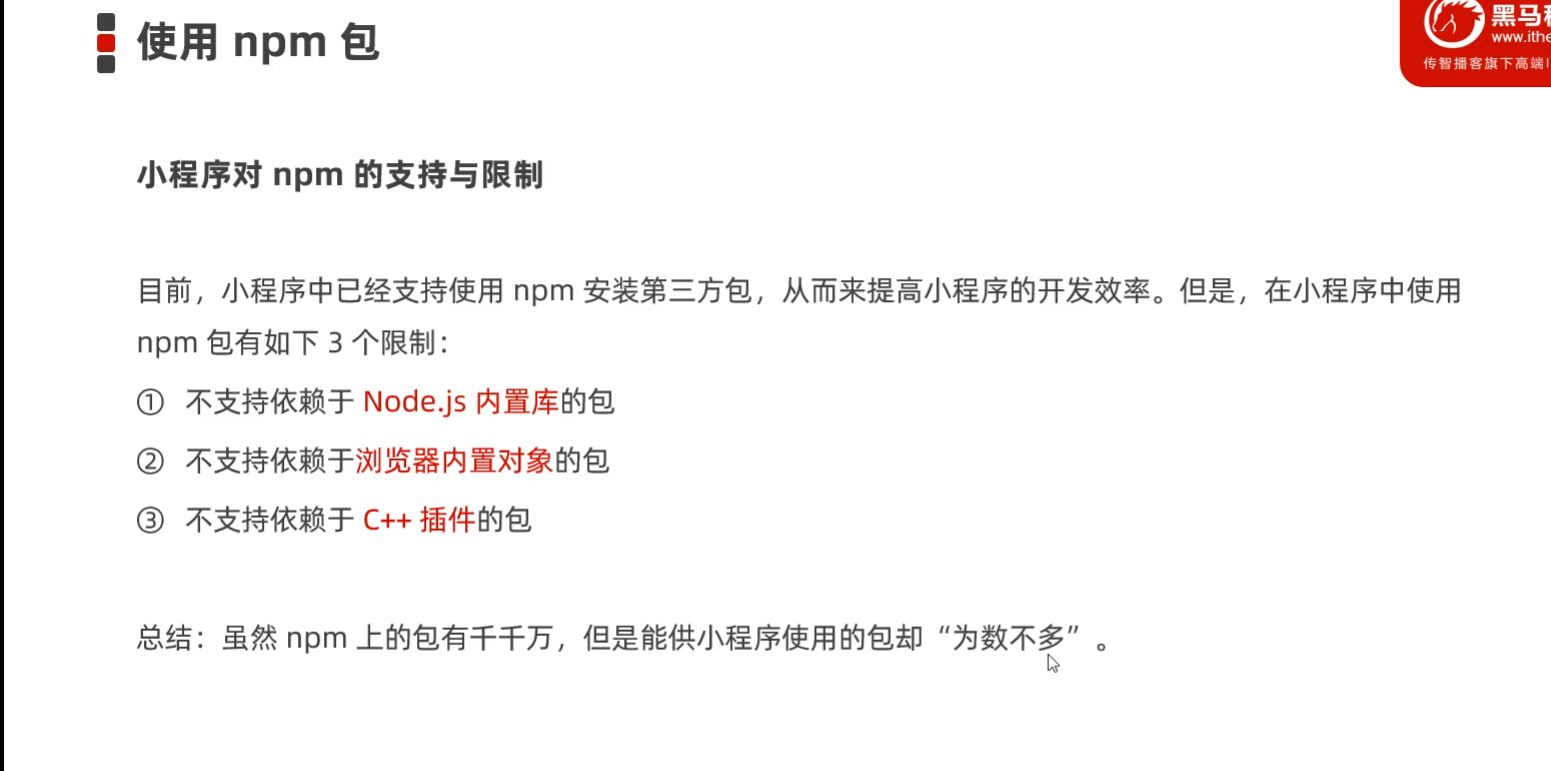 使用 npm 包
黑马
www.ithe
传智播客旗下高端I
小程序对 npm 的支持与限制
目前，小程序中已经支持使用 npm 安装第三方包，从而来提高小程序的开发效率。但是，在小程序中使用
npm 包有如下 3 个限制：
① 不支持依赖于 Node.js 内置库的包
② 不支持依赖于浏览器内置对象的包
③ 不支持依赖于 C++ 插件的包
总结：虽然 npm 上的包有千千万，但是能供小程序使用的包却“为数不多”。